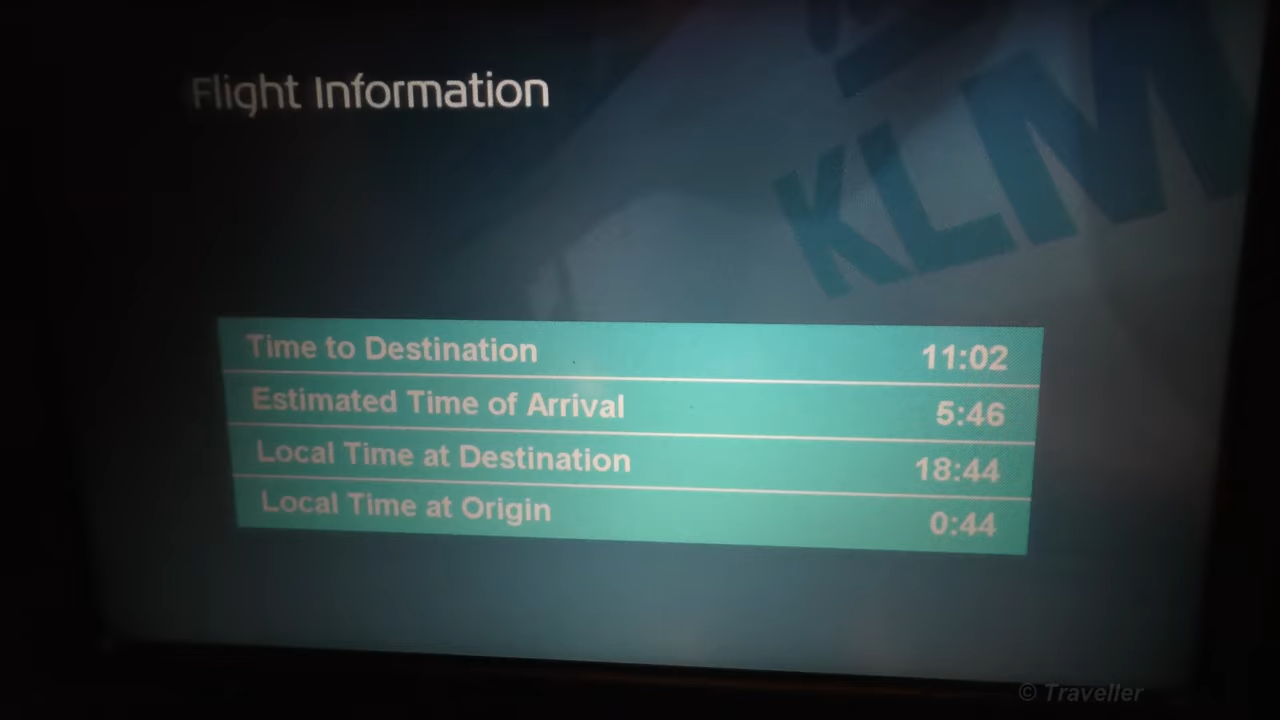 Flight Information
KLM
Time to Destination 11:02
Estimated Time of Arrival 5:46
Local Time at Destination 18:44
Local Time at Origin 0:44
© Traveller